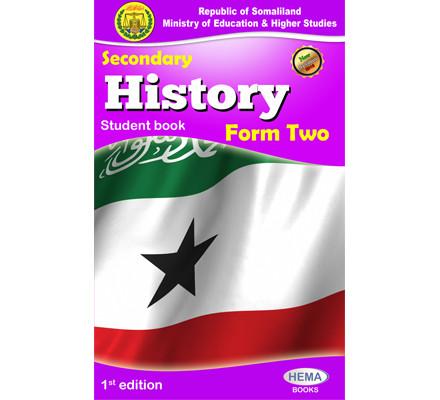 Republic of Somaliland
Ministry of Education & Higher Studies
Secondary
History
Student book
Form Two
1st edition
HEMA
BOOKS